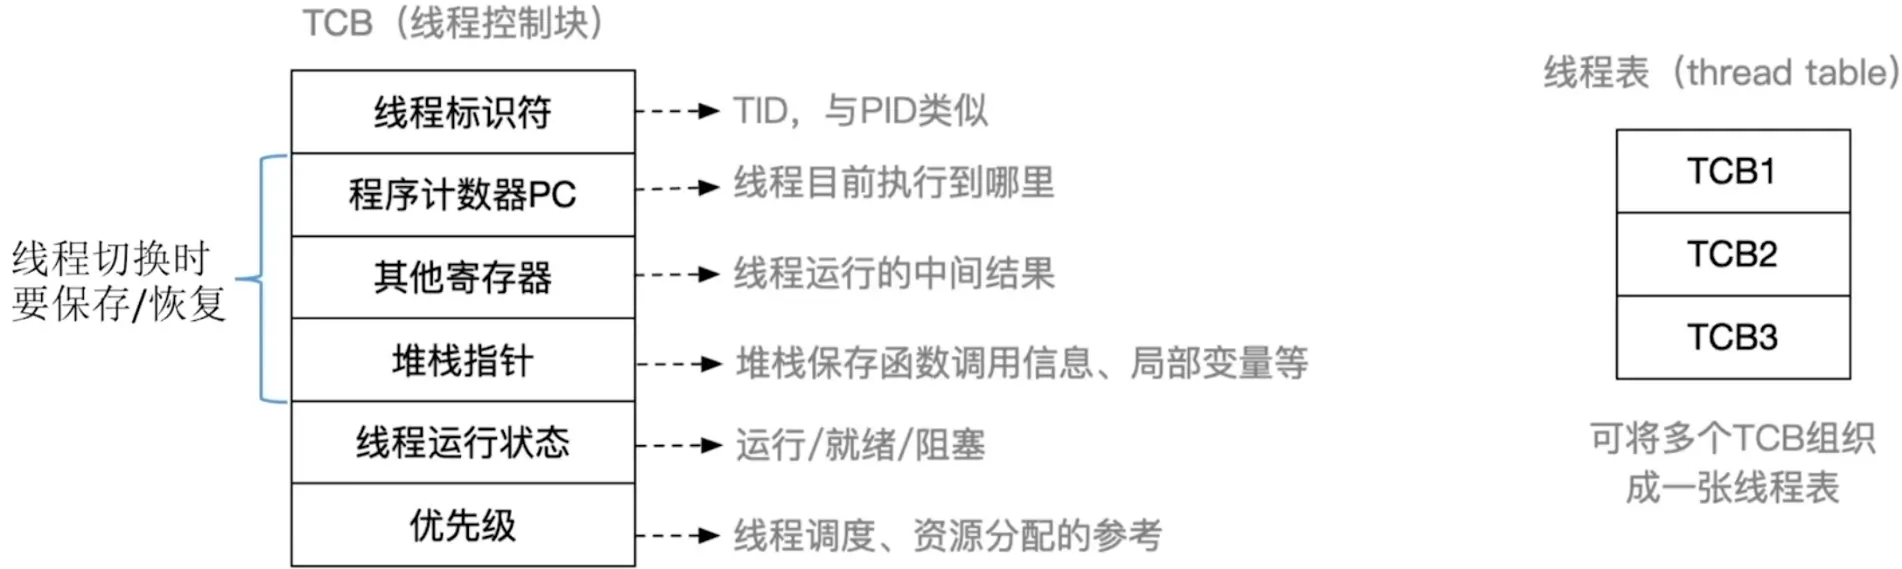 TCB（线程控制块）
线程标识符
TID，与PID类似
程序计数器PC
线程目前执行到哪里
其他寄存器
线程运行的中间结果
堆栈指针
堆栈保存函数调用信息、局部变量等
线程运行状态
运行/就绪/阻塞
优先级
线程调度、资源分配的参考
线程切换时
要保存/恢复
线程表（thread table）
TCB1
TCB2
TCB3
可将多个TCB组织
成一张线程表